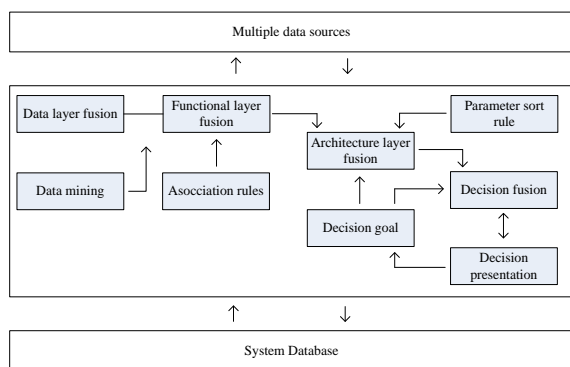 Multiple data sources
Data layer fusion
Functional layer
fusion
Parameter sort
rule
Architecture layer
fusion
Data mining
Asocciation rules
Decision fusion
Decision goal
Decision
presentation
System Database